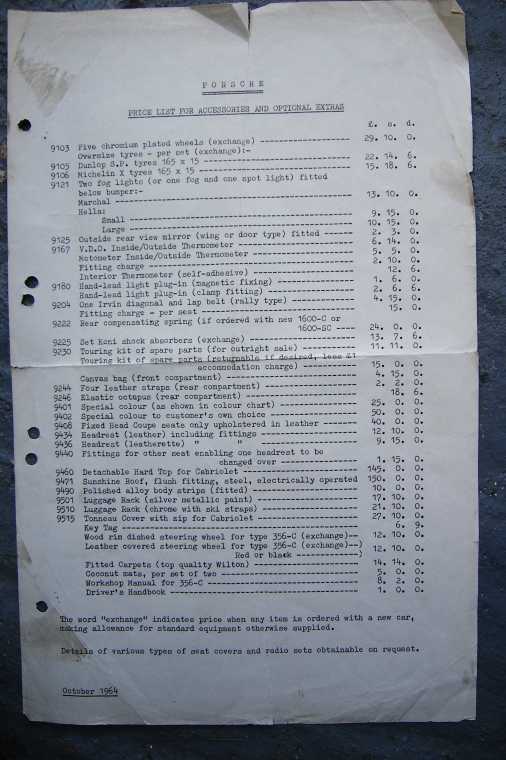 PORSCHE
PRICE LIST FOR ACCESSORIES AND OPTIONAL EXTRAS
£. s. d.
9103 Five chromium plated wheels (exchange) ---- 29. 10. 0.
Oversize tyres - per set (exchange):-
9105 Dunlop S.P. tyres 165 x 15 ---- 22. 14. 6.
9106 Michelin X tyres 165 x 15 ---- 15. 18. 6.
9121 Two fog lights (or one fog and one spot light) fitted
below bumper:-
Marchal ---- 13. 10. 0.
Hella:
Small ---- 9. 15. 0.
Large ---- 10. 15. 0.
9125 Outside rear view mirror (wing or door type) fitted ---- 2. 3. 0.
9167 V.D.O. Inside/Outside Thermometer ---- 6. 14. 0.
Rotometer Inside/Outside Thermometer ---- 5. 5. 0.
Fitting charge ---- 2. 10. 0.
Interior Thermometer (self-adhesive) ---- 12. 6.
9180 Hand-lead light plug-in (magnetic fixing) ---- 1. 6. 0.
Hand-lead light plug-in (clamp fitting) ---- 2. 6. 6.
9204 One Irvin diagonal and lap belt (rally type) ---- 4. 15. 0.
Fitting charge - per seat ---- 15. 0.
9222 Rear compensating spring (if ordered with new 1600-C or
1600-SC ---- 24. 0. 0.
9225 Set Koni shock absorbers (exchange) ---- 13. 7. 6.
9230 Touring kit of spare parts (for outright sale) ---- 11. 11. 0.
Touring kit of spare parts (returnable if desired, less £1
accommodation charge) ---- 15. 0. 0.
Canvas bag (front compartment) ---- 4. 15. 0.
9244 Four leather straps (rear compartment) ---- 2. 2. 0.
9246 Elastic octopus (rear compartment) ---- 18. 6.
9401 Special colour (as shown in colour chart) ---- 25. 0. 0.
9402 Special colour to customer's own choice ---- 50. 0. 0.
9408 Fixed Head Coupe seats only upholstered in leather ---- 40. 0. 0.
9434 Headrest (leather) including fittings ---- 12. 10. 0.
9436 Headrest (leatherette) " " ---- 9. 15. 0.
9440 Fittings for other seat enabling one headrest to be
changed over ---- 1. 15. 0.
9460 Detachable Hard Top for Cabriolet ---- 145. 0. 0.
9471 Sunshine Roof, flush fitting, steel, electrically operated 150. 0. 0.
9490 Polished alloy body strips (fitted) ---- 10. 0. 0.
9501 Luggage Rack (silver metallic paint) ---- 17. 10. 0.
9510 Luggage Rack (chrome with ski straps) ---- 21. 10. 0.
9515 Tonneau Cover with zip for Cabriolet ---- 27. 10. 0.
Key Tag ---- 6. 9.
Wood rim dished steering wheel for type 356-C (exchange)-- 12. 10. 0.
Leather covered steering wheel for type 356-C (exchange)--)
Red or black ----) 12. 10. 0.
Fitted Carpets (top quality Wilton) ---- 14. 14. 0.
Coconut mats, per set of two ---- 5. 0. 0.
Workshop Manual for 356-C ---- 8. 2. 0.
Driver's Handbook ---- 1. 0. 0.
The word "exchange" indicates price when any item is ordered with a new car,
making allowance for standard equipment otherwise supplied.
Details of various types of seat covers and radio sets obtainable on request.
October 1964